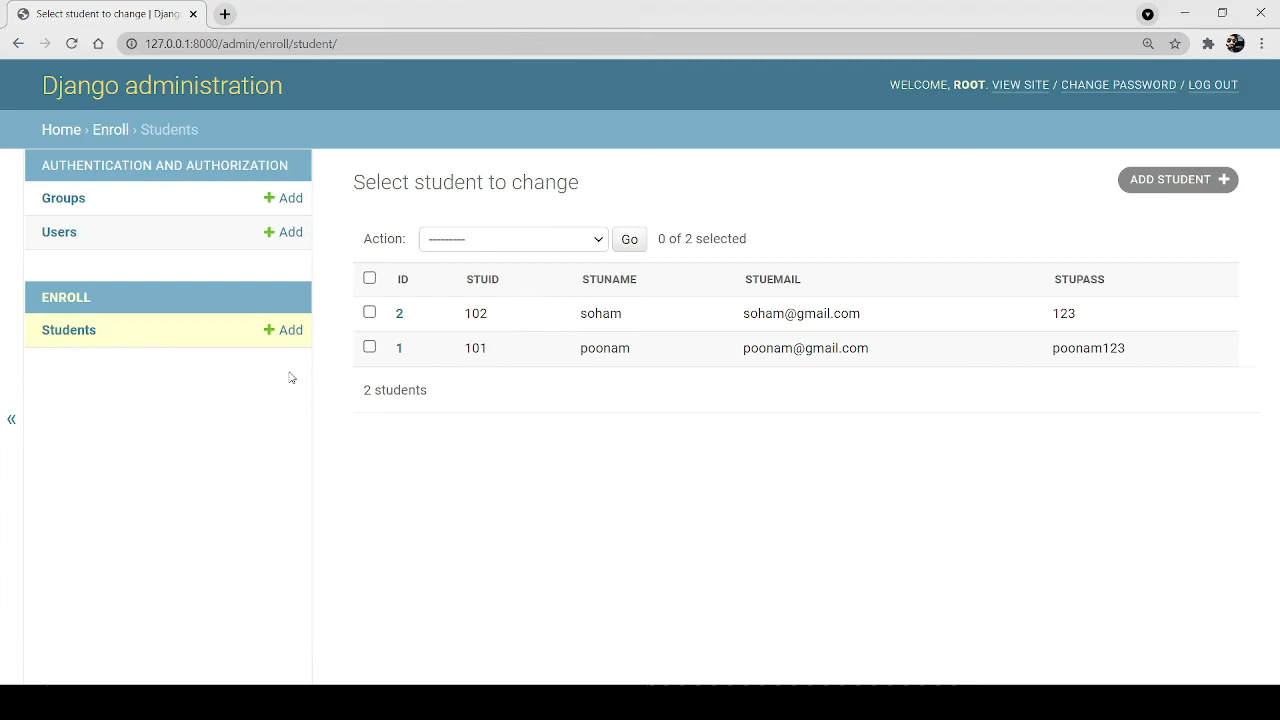 Select student to change | Djang
127.0.0.1:8000/admin/enroll/student/
Django administration
WELCOME, ROOT. VIEW SITE / CHANGE PASSWORD / LOG OUT
Home › Enroll › Students
AUTHENTICATION AND AUTHORIZATION
Groups + Add
Users + Add
ENROLL
Students + Add
«
Select student to change
ADD STUDENT +
Action: --------- Go 0 of 2 selected
ID STUID STUNAME STUEMAIL STUPASS
2 102 soham soham@gmail.com 123
1 101 poonam poonam@gmail.com poonam123
2 students